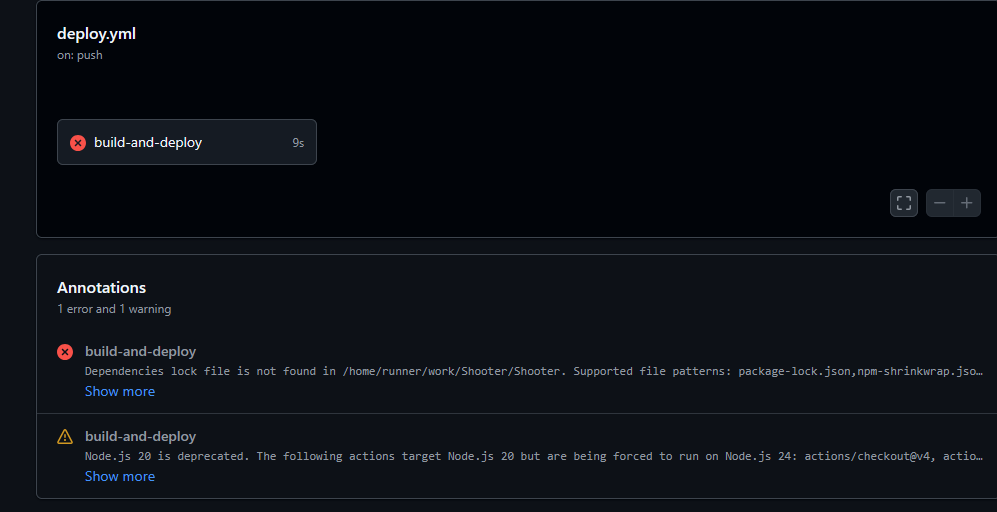 deploy.yml
on: push
build-and-deploy 9s
Annotations
1 error and 1 warning
build-and-deploy
Dependencies lock file is not found in /home/runner/work/Shooter/Shooter. Supported file patterns: package-lock.json,npm-shrinkwrap.jso…
Show more
build-and-deploy
Node.js 20 is deprecated. The following actions target Node.js 20 but are being forced to run on Node.js 24: actions/checkout@v4, actio…
Show more